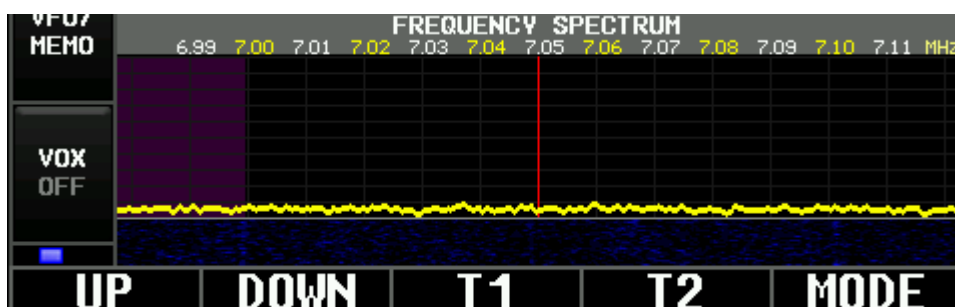 VFO/
MEMO
FREQUENCY SPECTRUM
6.99 7.00 7.01 7.02 7.03 7.04 7.05 7.06 7.07 7.08 7.09 7.10 7.11 MHz
VOX
OFF
UP DOWN T1 T2 MODE